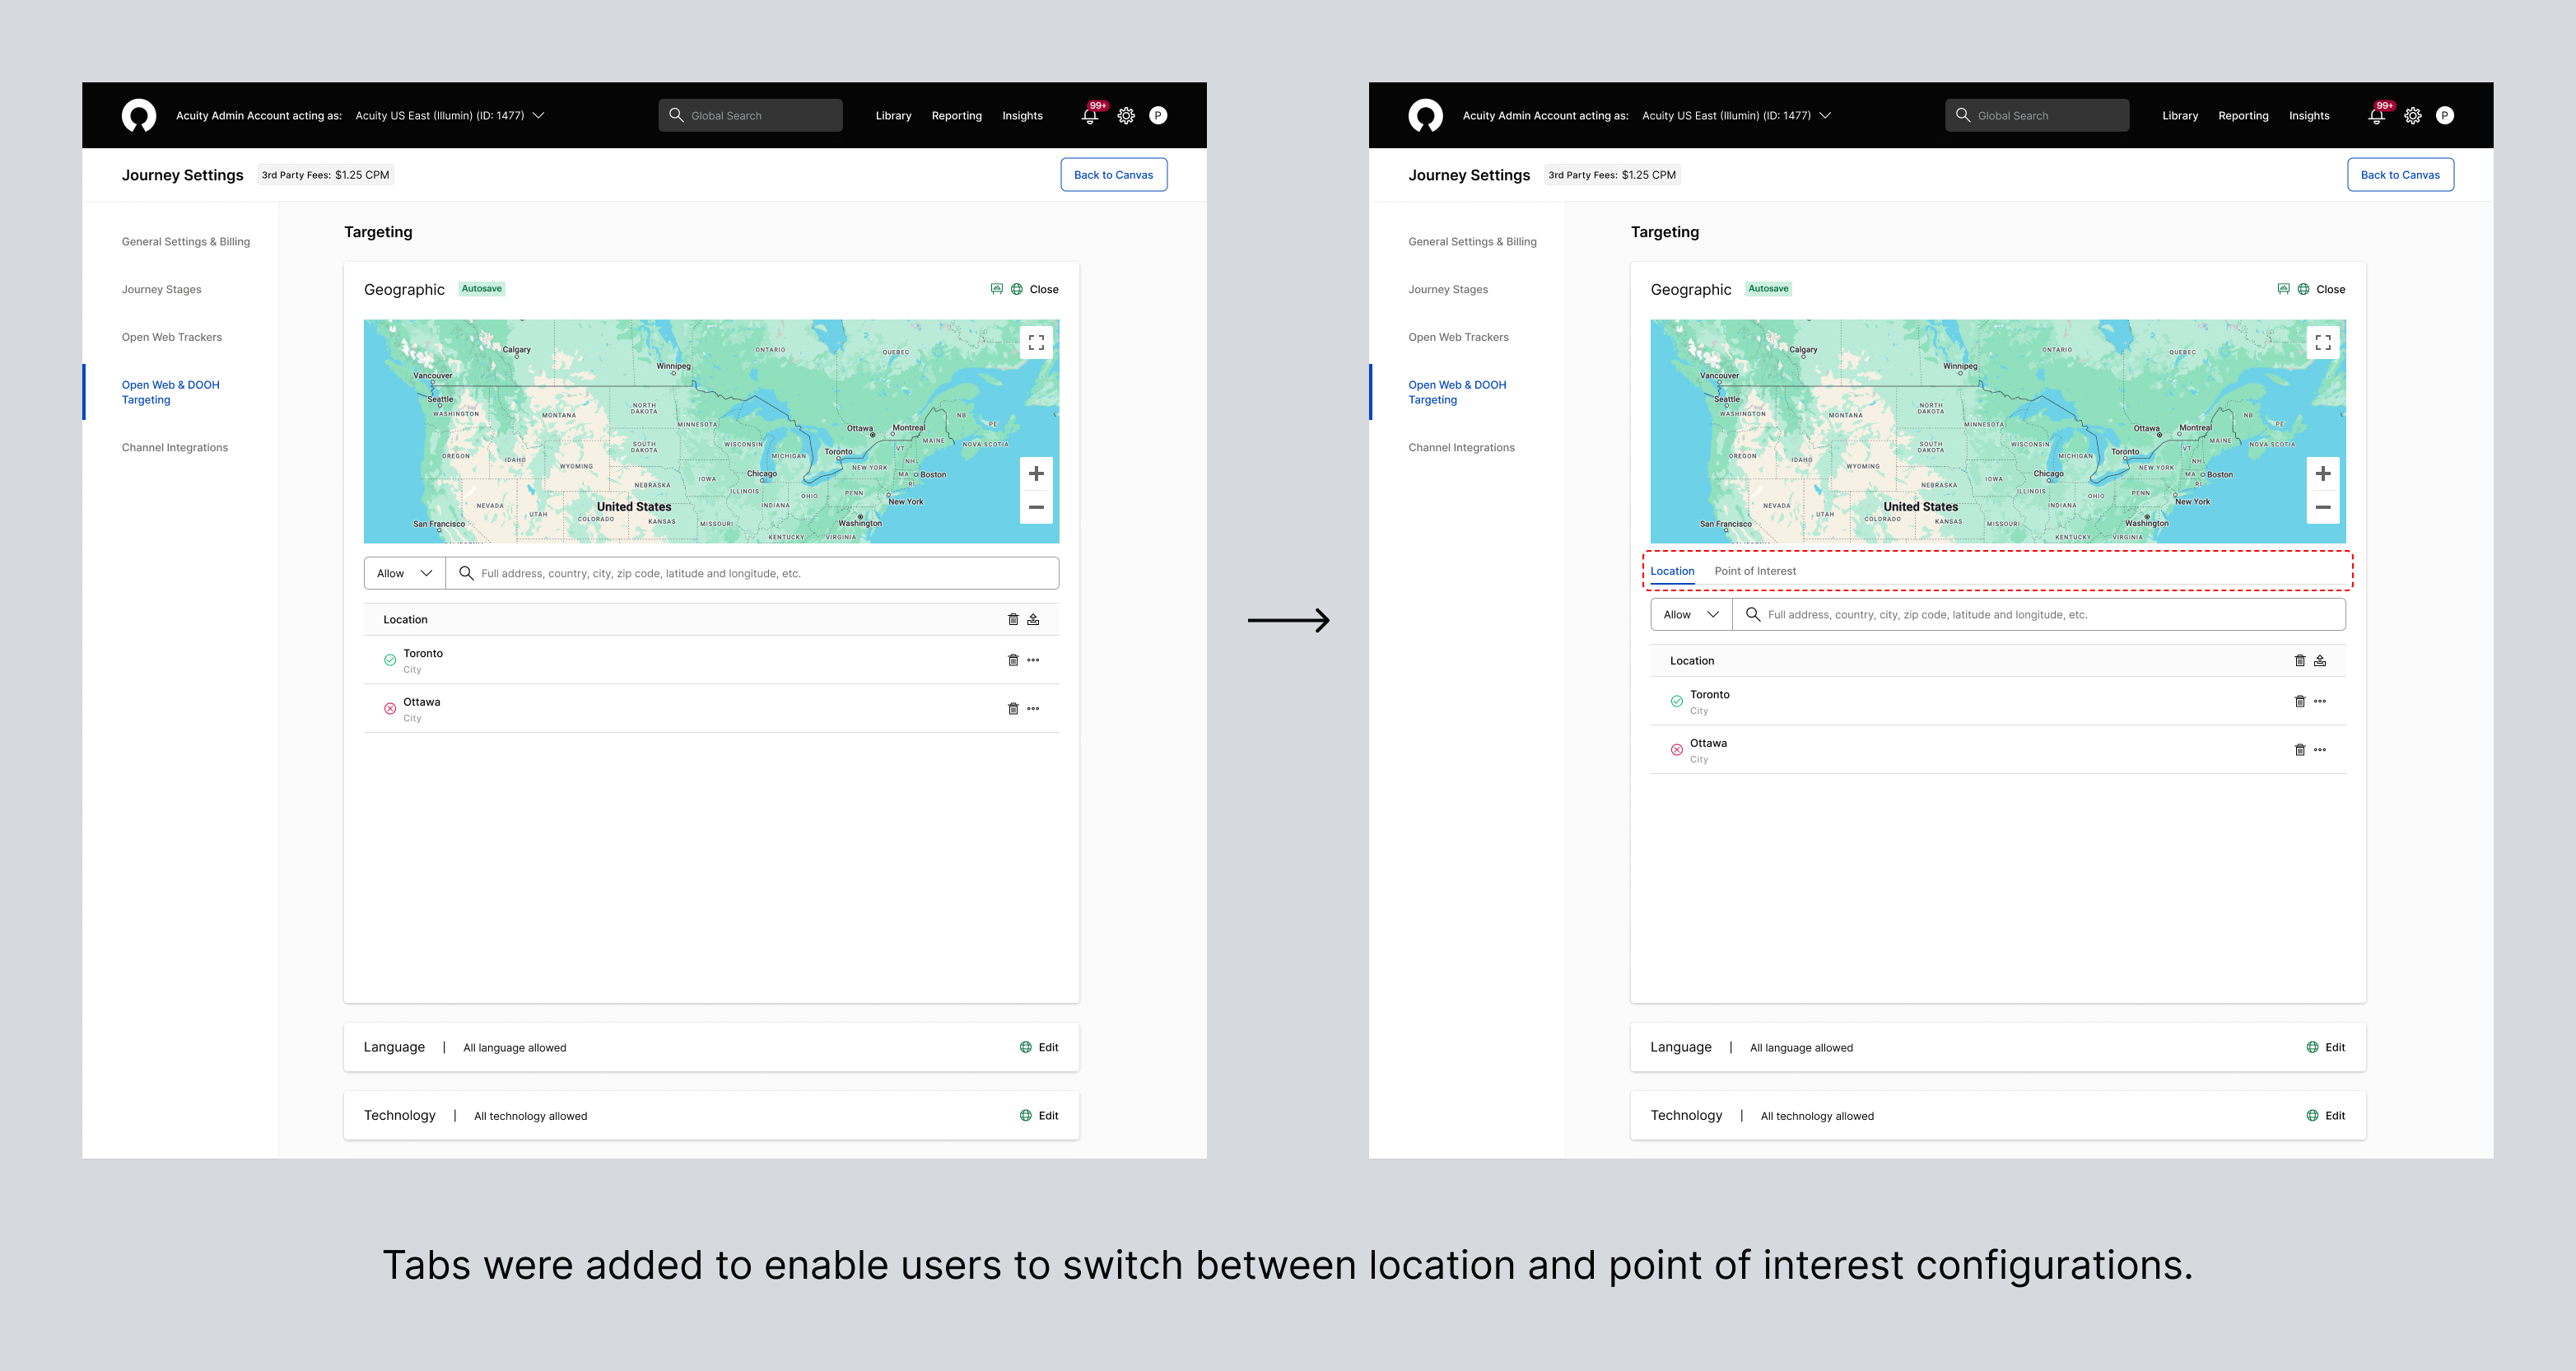 Acuity Admin Account acting as: Acuity US East (Illumin) (ID: 1477)
Global Search
Library Reporting Insights
99+
P
Journey Settings 3rd Party Fees: $1.25 CPM
Back to Canvas
General Settings & Billing
Journey Stages
Open Web Trackers
Open Web & DOOH
Targeting
Channel Integrations
Targeting
Geographic Autosave
Close
Calgary
ONTARIO
QUEBEC
Vancouver
Winnipeg
Seattle
WASHINGTON
MONTANA
NORTH
DAKOTA
MINNESOTA
Ottawa
Montreal
NB
PE
MAINE
NOVA SCOTIA
OREGON
IDAHO
SOUTH
DAKOTA
WISCONSIN
MICHIGAN
Toronto
VT
NH
WYOMING
NEW YORK
MA
Boston
Chicago
IOWA
NEBRASKA
ILLINOIS
OHIO
PENN
RI
New York
NEVADA
UTAH
United States
COLORADO
KANSAS
MISSOURI
INDIANA
San Francisco
Washington
KENTUCKY
VIRGINIA
Allow
Full address, country, city, zip code, latitude and longitude, etc.
Location
Toronto
City
Ottawa
City
Language | All language allowed
Edit
Technology | All technology allowed
Edit
Acuity Admin Account acting as: Acuity US East (Illumin) (ID: 1477)
Global Search
Library Reporting Insights
99+
P
Journey Settings 3rd Party Fees: $1.25 CPM
Back to Canvas
General Settings & Billing
Journey Stages
Open Web Trackers
Open Web & DOOH
Targeting
Channel Integrations
Targeting
Geographic Autosave
Close
Calgary
ONTARIO
QUEBEC
Vancouver
Winnipeg
Seattle
WASHINGTON
MONTANA
NORTH
DAKOTA
MINNESOTA
Ottawa
Montreal
NB
PE
MAINE
NOVA SCOTIA
OREGON
IDAHO
SOUTH
DAKOTA
WISCONSIN
MICHIGAN
Toronto
VT
NH
WYOMING
NEW YORK
MA
Boston
Chicago
IOWA
NEBRASKA
ILLINOIS
OHIO
PENN
RI
New York
NEVADA
UTAH
United States
COLORADO
KANSAS
MISSOURI
INDIANA
San Francisco
Washington
KENTUCKY
VIRGINIA
Location Point of Interest
Allow
Full address, country, city, zip code, latitude and longitude, etc.
Location
Toronto
City
Ottawa
City
Language | All language allowed
Edit
Technology | All technology allowed
Edit
Tabs were added to enable users to switch between location and point of interest configurations.